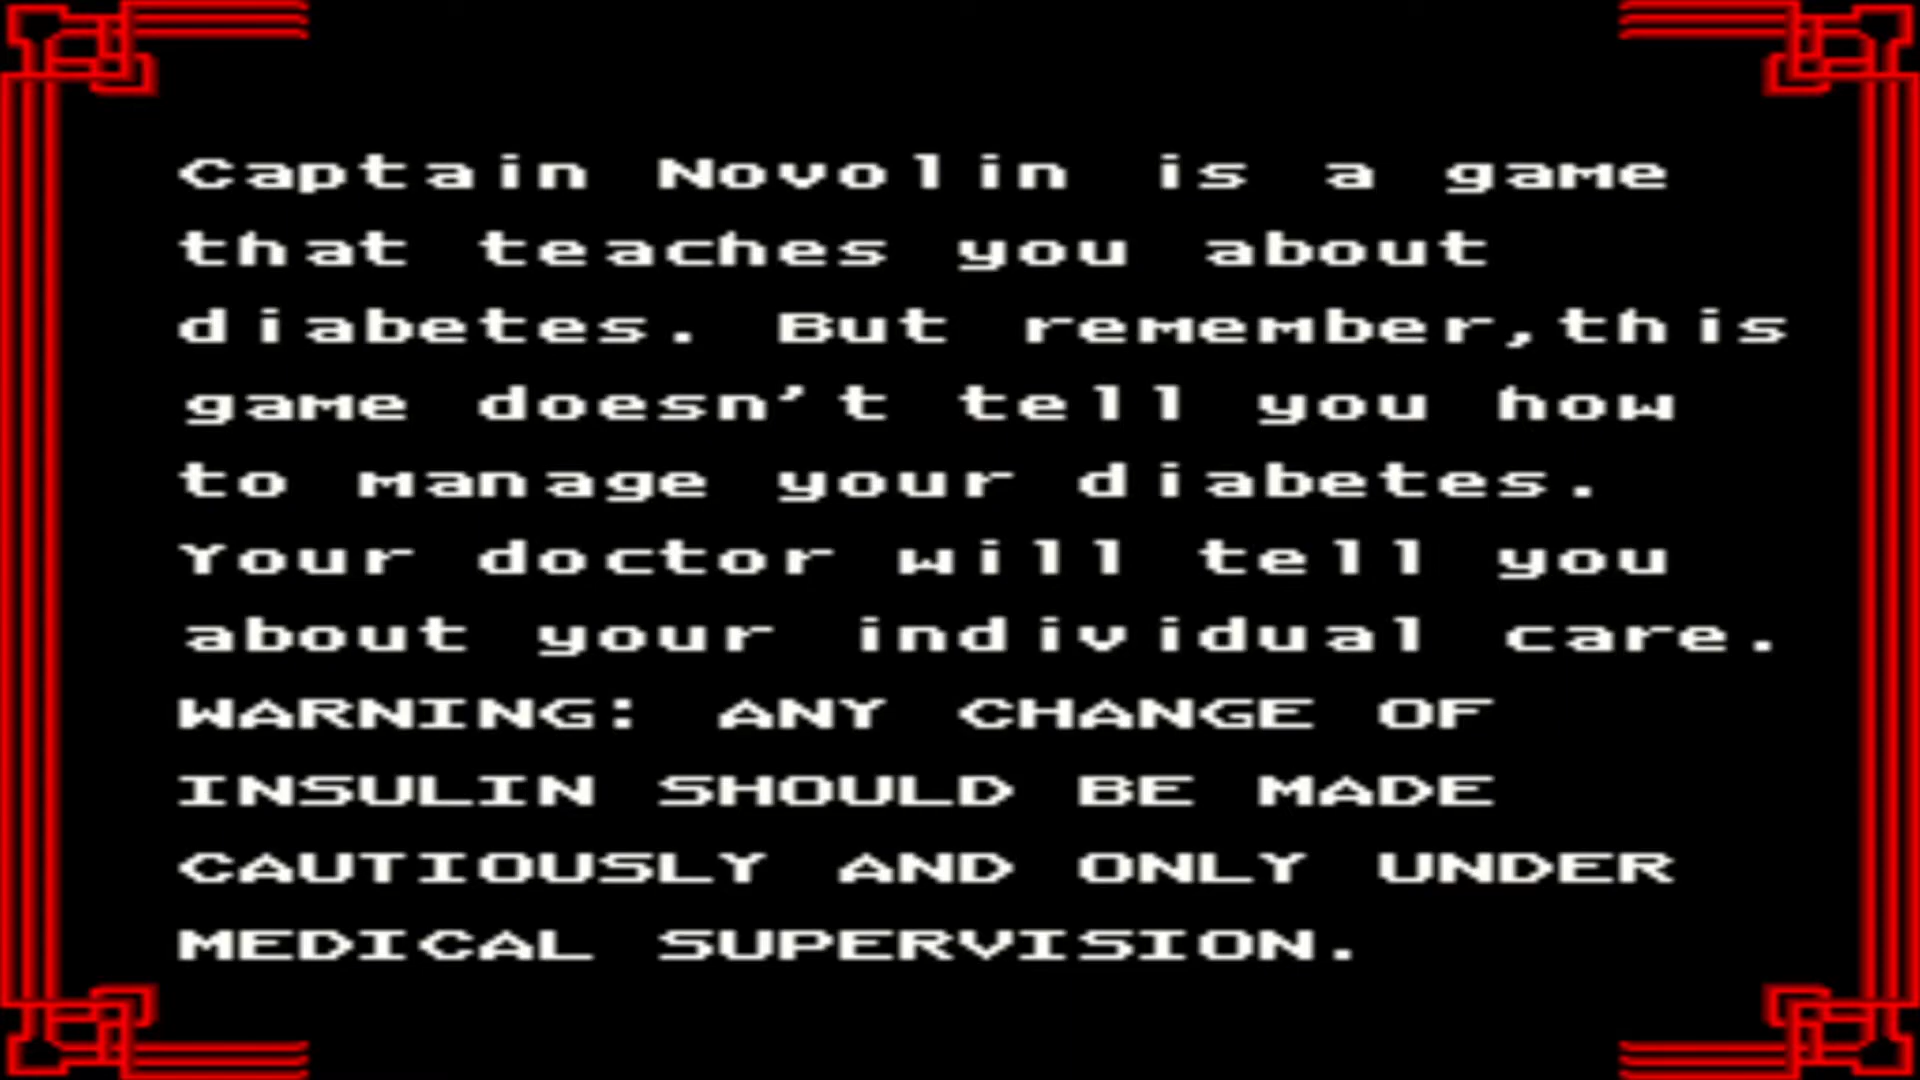 Captain Novolin is a game
that teaches you about
diabetes. But remember,this
game doesn't tell you how
to manage your diabetes.
Your doctor will tell you
about your individual care.
WARNING: ANY CHANGE OF
INSULIN SHOULD BE MADE
CAUTIOUSLY AND ONLY UNDER
MEDICAL SUPERVISION.